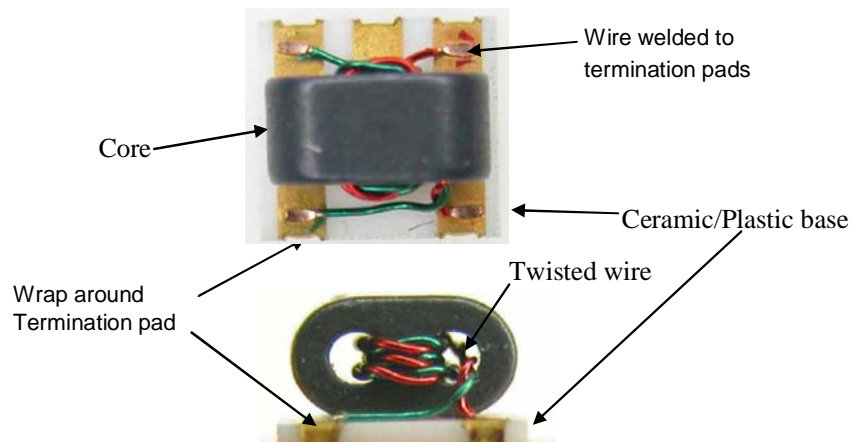 Wire welded to
termination pads
Core
Ceramic/Plastic base
Twisted wire
Wrap around
Termination pad